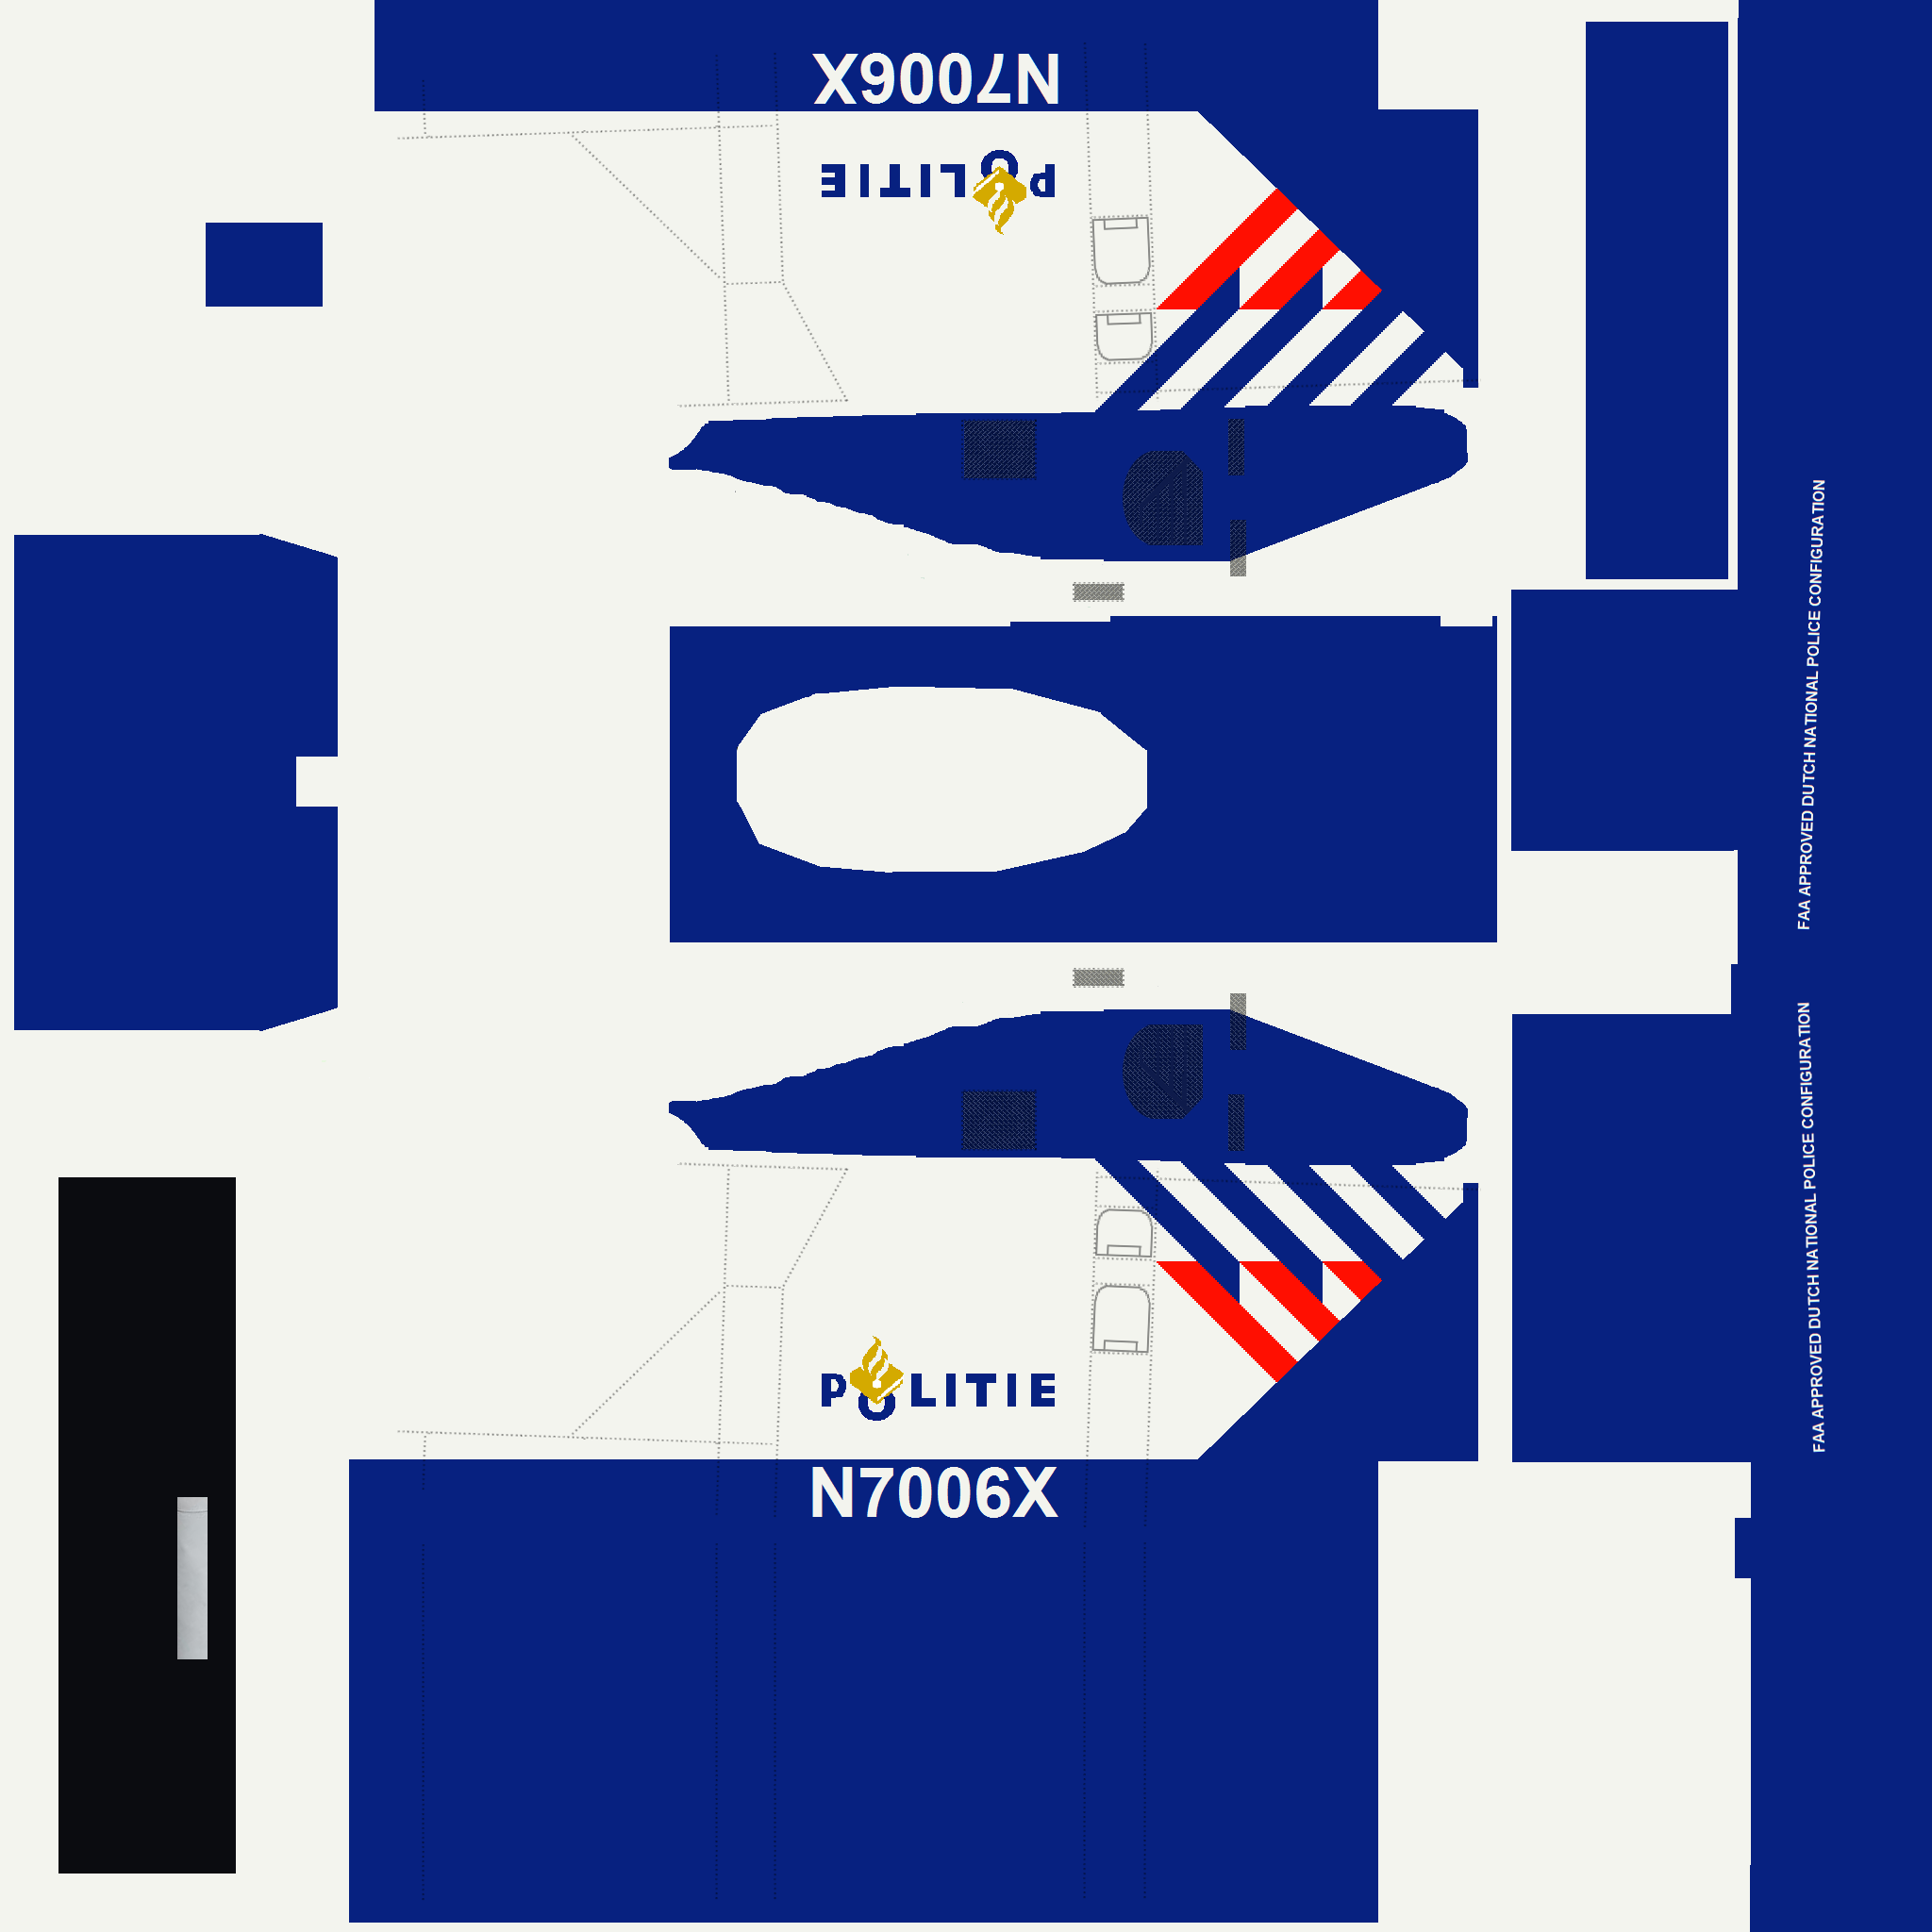 N7006X
POLITIE
FAA APPROVED DUTCH NATIONAL POLICE CONFIGURATION
FAA APPROVED DUTCH NATIONAL POLICE CONFIGURATION
POLITIE
N7006X